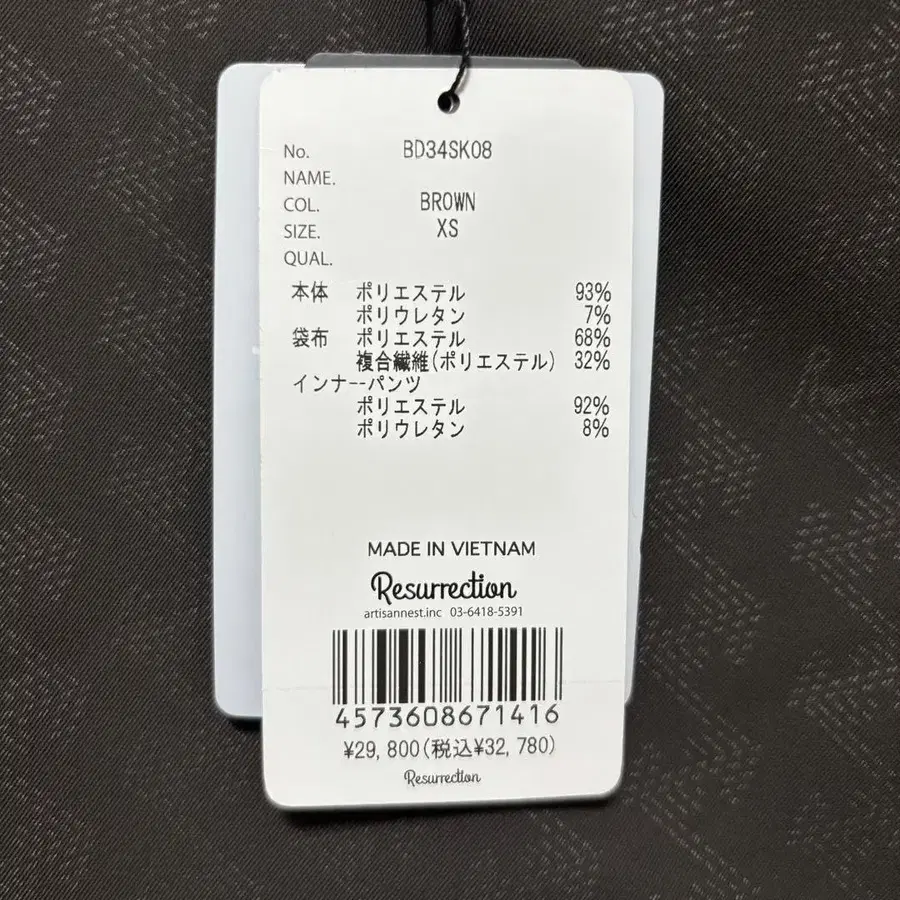 No. BD34SK08
NAME.
COL. BROWN
SIZE. XS
QUAL.
本体 ポリエステル 93%
ポリウレタン 7%
袋布 ポリエステル 68%
複合繊維(ポリエステル) 32%
インナーパンツ
ポリエステル 92%
ポリウレタン 8%
MADE IN VIETNAM
Resurrection
artisannest.inc 03-6418-5391
4573608671416
¥29,800(税込¥32,780)
Resurrection